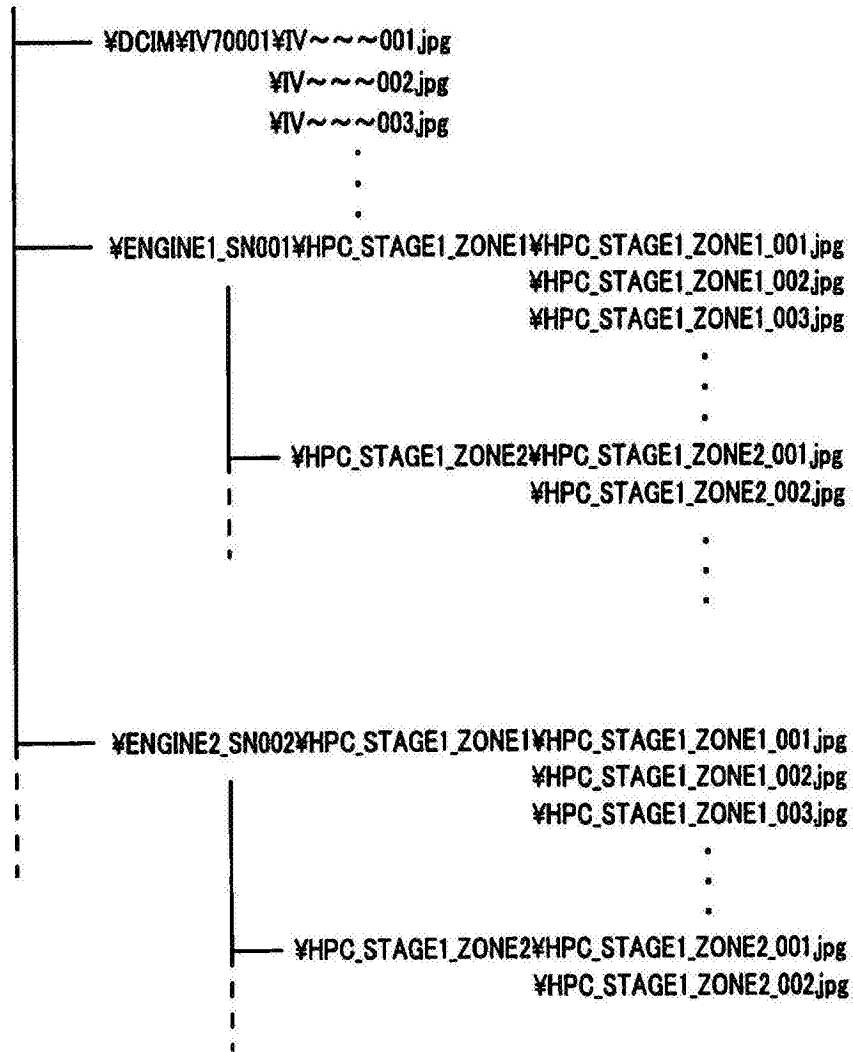 ¥DCIM¥IV70001¥IV~~~001.jpg
¥IV~~~002.jpg
¥IV~~~003.jpg
¥ENGINE1_SN001¥HPC_STAGE1_ZONE1¥HPC_STAGE1_ZONE1_001.jpg
¥HPC_STAGE1_ZONE1_002.jpg
¥HPC_STAGE1_ZONE1_003.jpg
¥HPC_STAGE1_ZONE2¥HPC_STAGE1_ZONE2_001.jpg
¥HPC_STAGE1_ZONE2_002.jpg
¥ENGINE2_SN002¥HPC_STAGE1_ZONE1¥HPC_STAGE1_ZONE1_001.jpg
¥HPC_STAGE1_ZONE1_002.jpg
¥HPC_STAGE1_ZONE1_003.jpg
¥HPC_STAGE1_ZONE2¥HPC_STAGE1_ZONE2_001.jpg
¥HPC_STAGE1_ZONE2_002.jpg